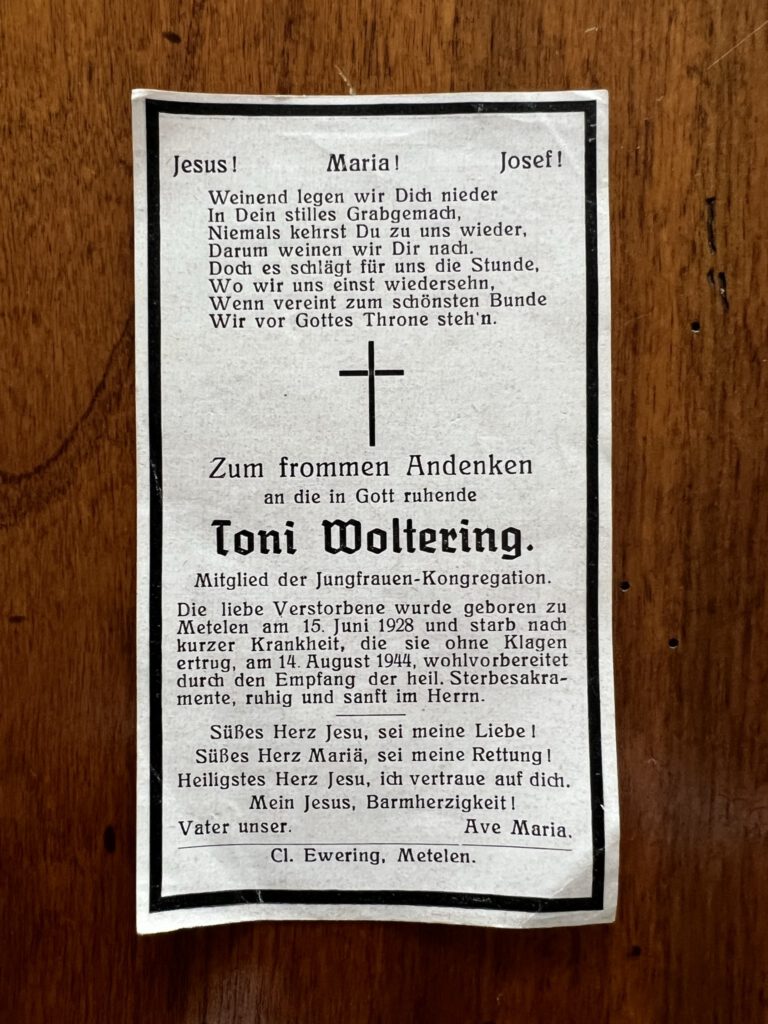 Jesus! Maria! Josef!
Weinend legen wir Dich nieder
In Dein stilles Grabgemach,
Niemals kehrst Du zu uns wieder,
Darum weinen wir Dir nach.
Doch es schlägt für uns die Stunde,
Wo wir uns einst wiedersehn,
Wenn vereint zum schönsten Bunde
Wir vor Gottes Throne steh'n.
Zum frommen Andenken
an die in Gott ruhende
Toni Woltering.
Mitglied der Jungfrauen-Kongregation.
Die liebe Verstorbene wurde geboren zu
Metelen am 15. Juni 1928 und starb nach
kurzer Krankheit, die sie ohne Klagen
ertrug, am 14. August 1944, wohlvorbereitet
durch den Empfang der heil. Sterbesakra-
mente, ruhig und sanft im Herrn.
Süßes Herz Jesu, sei meine Liebe!
Süßes Herz Mariä, sei meine Rettung!
Heiligstes Herz Jesu, ich vertraue auf dich.
Mein Jesus, Barmherzigkeit!
Vater unser. Ave Maria.
Cl. Ewering, Metelen.